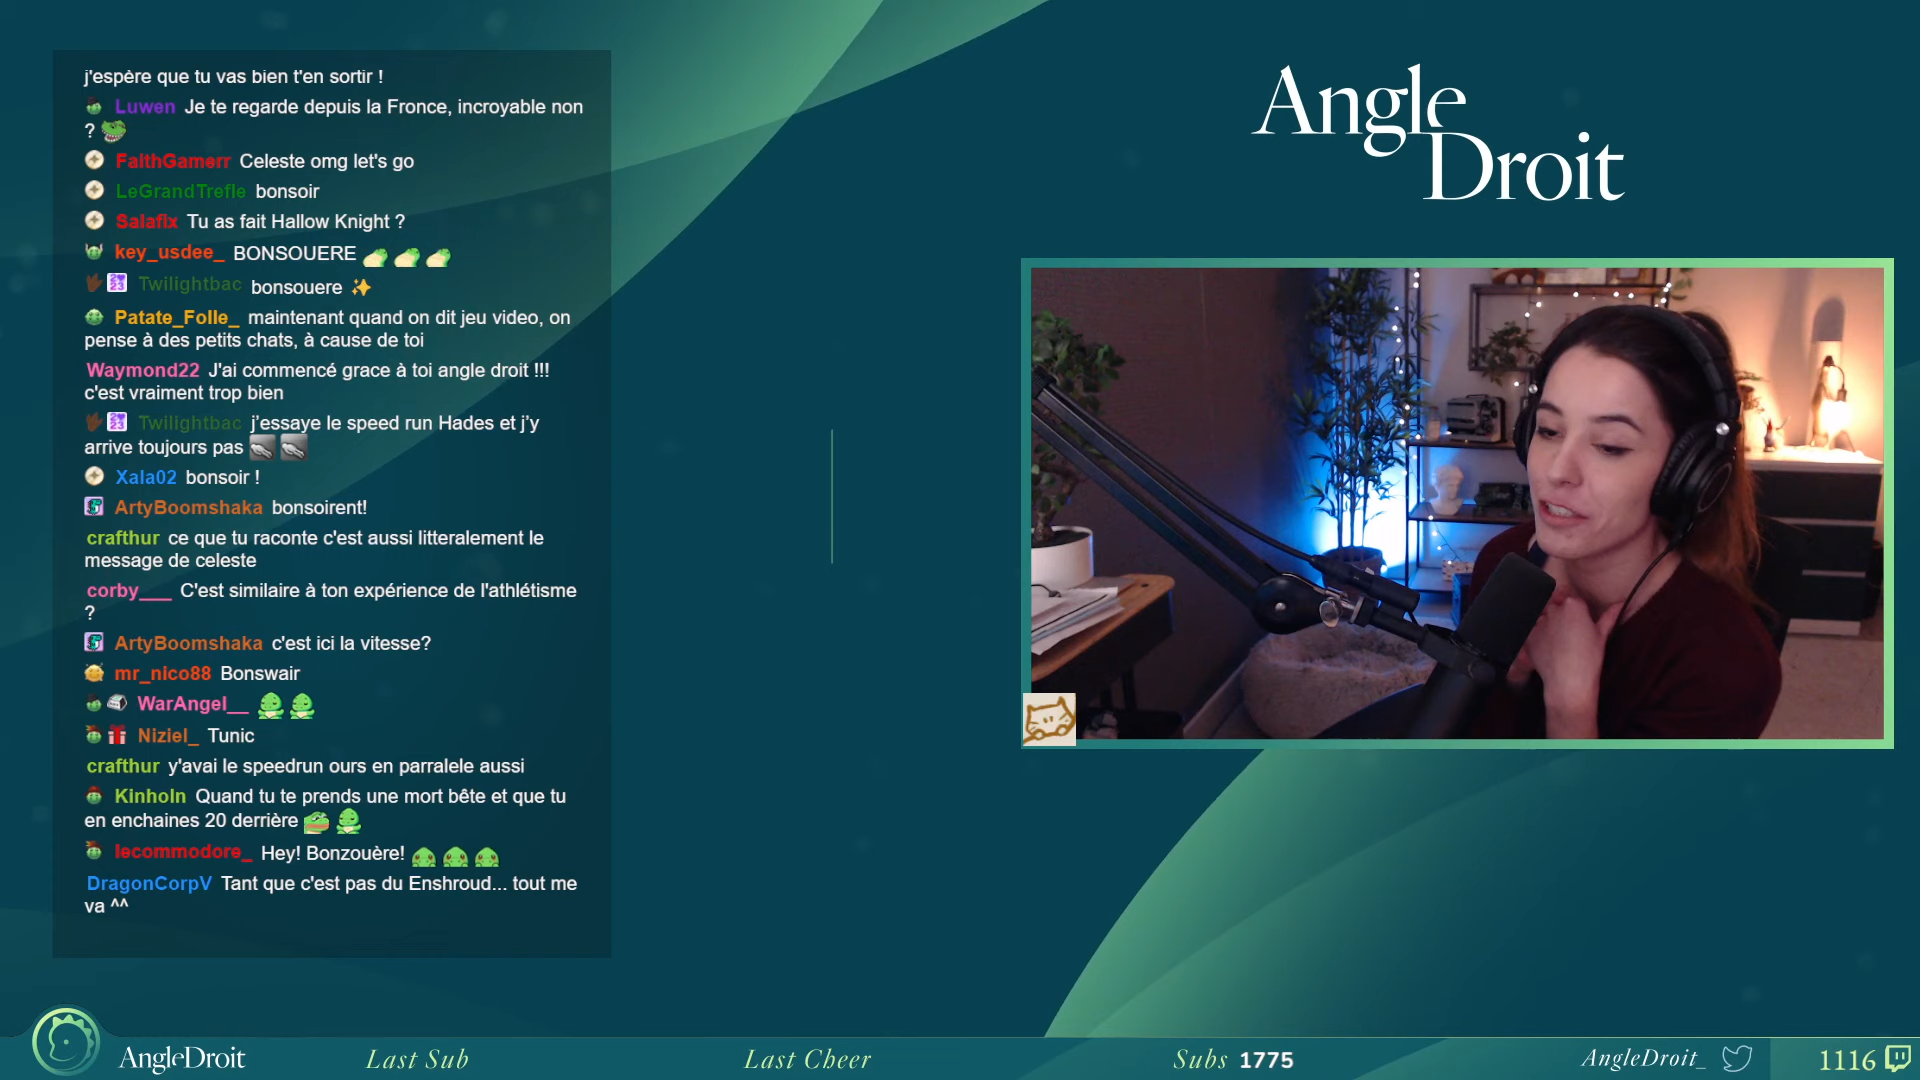 j'espère que tu vas bien t'en sortir !
Luwen Je te regarde depuis la Fronce, incroyable non
?
FaithGamerr Celeste omg let's go
LeGrandTrefle bonsoir
Salafix Tu as fait Hallow Knight ?
key_usdee_ BONSOUERE
Twilightbac bonsouere
Patate_Folle_ maintenant quand on dit jeu video, on
pense à des petits chats, à cause de toi
Waymond22 J'ai commencé grace à toi angle droit !!!
c'est vraiment trop bien
Twilightbac j'essaye le speed run Hades et j'y
arrive toujours pas
Xala02 bonsoir !
ArtyBoomshaka bonsoirent!
crafthur ce que tu raconte c'est aussi litteralement le
message de celeste
corby___ C'est similaire à ton expérience de l'athlétisme
?
ArtyBoomshaka c'est ici la vitesse?
mr_nico88 Bonswair
WarAngel__
Niziel_ Tunic
crafthur y'avai le speedrun ours en parralele aussi
Kinholn Quand tu te prends une mort bête et que tu
en enchaines 20 derrière
lecommodore_ Hey! Bonzouère!
DragonCorpV Tant que c'est pas du Enshroud... tout me
va ^^
Angle
Droit
AngleDroit
Last Sub
Last Cheer
Subs 1775
AngleDroit_
1116